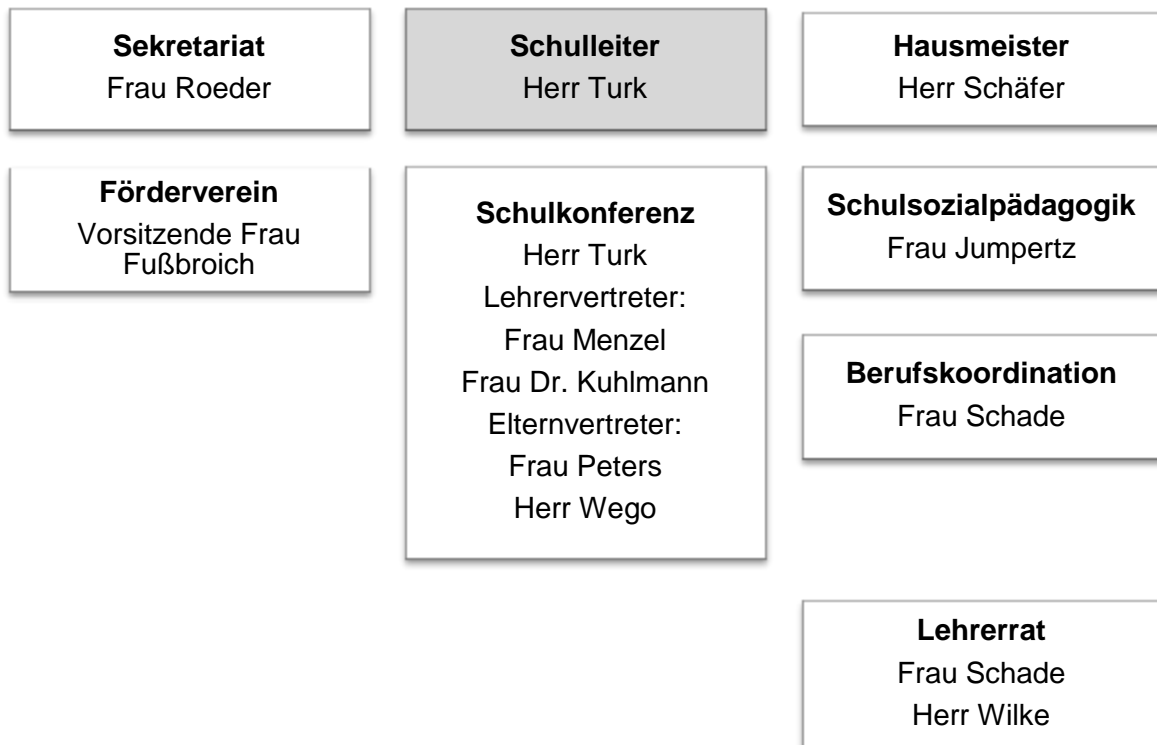 Sekretariat
Frau Roeder
Schulleiter
Herr Turk
Hausmeister
Herr Schäfer
Förderverein
Vorsitzende Frau
Fußbroich
Schulkonferenz
Herr Turk
Lehrervertreter:
Frau Menzel
Frau Dr. Kuhlmann
Elternvertreter:
Frau Peters
Herr Wego
Schulsozialpädagogik
Frau Jumpertz
Berufskoordination
Frau Schade
Lehrerrat
Frau Schade
Herr Wilke